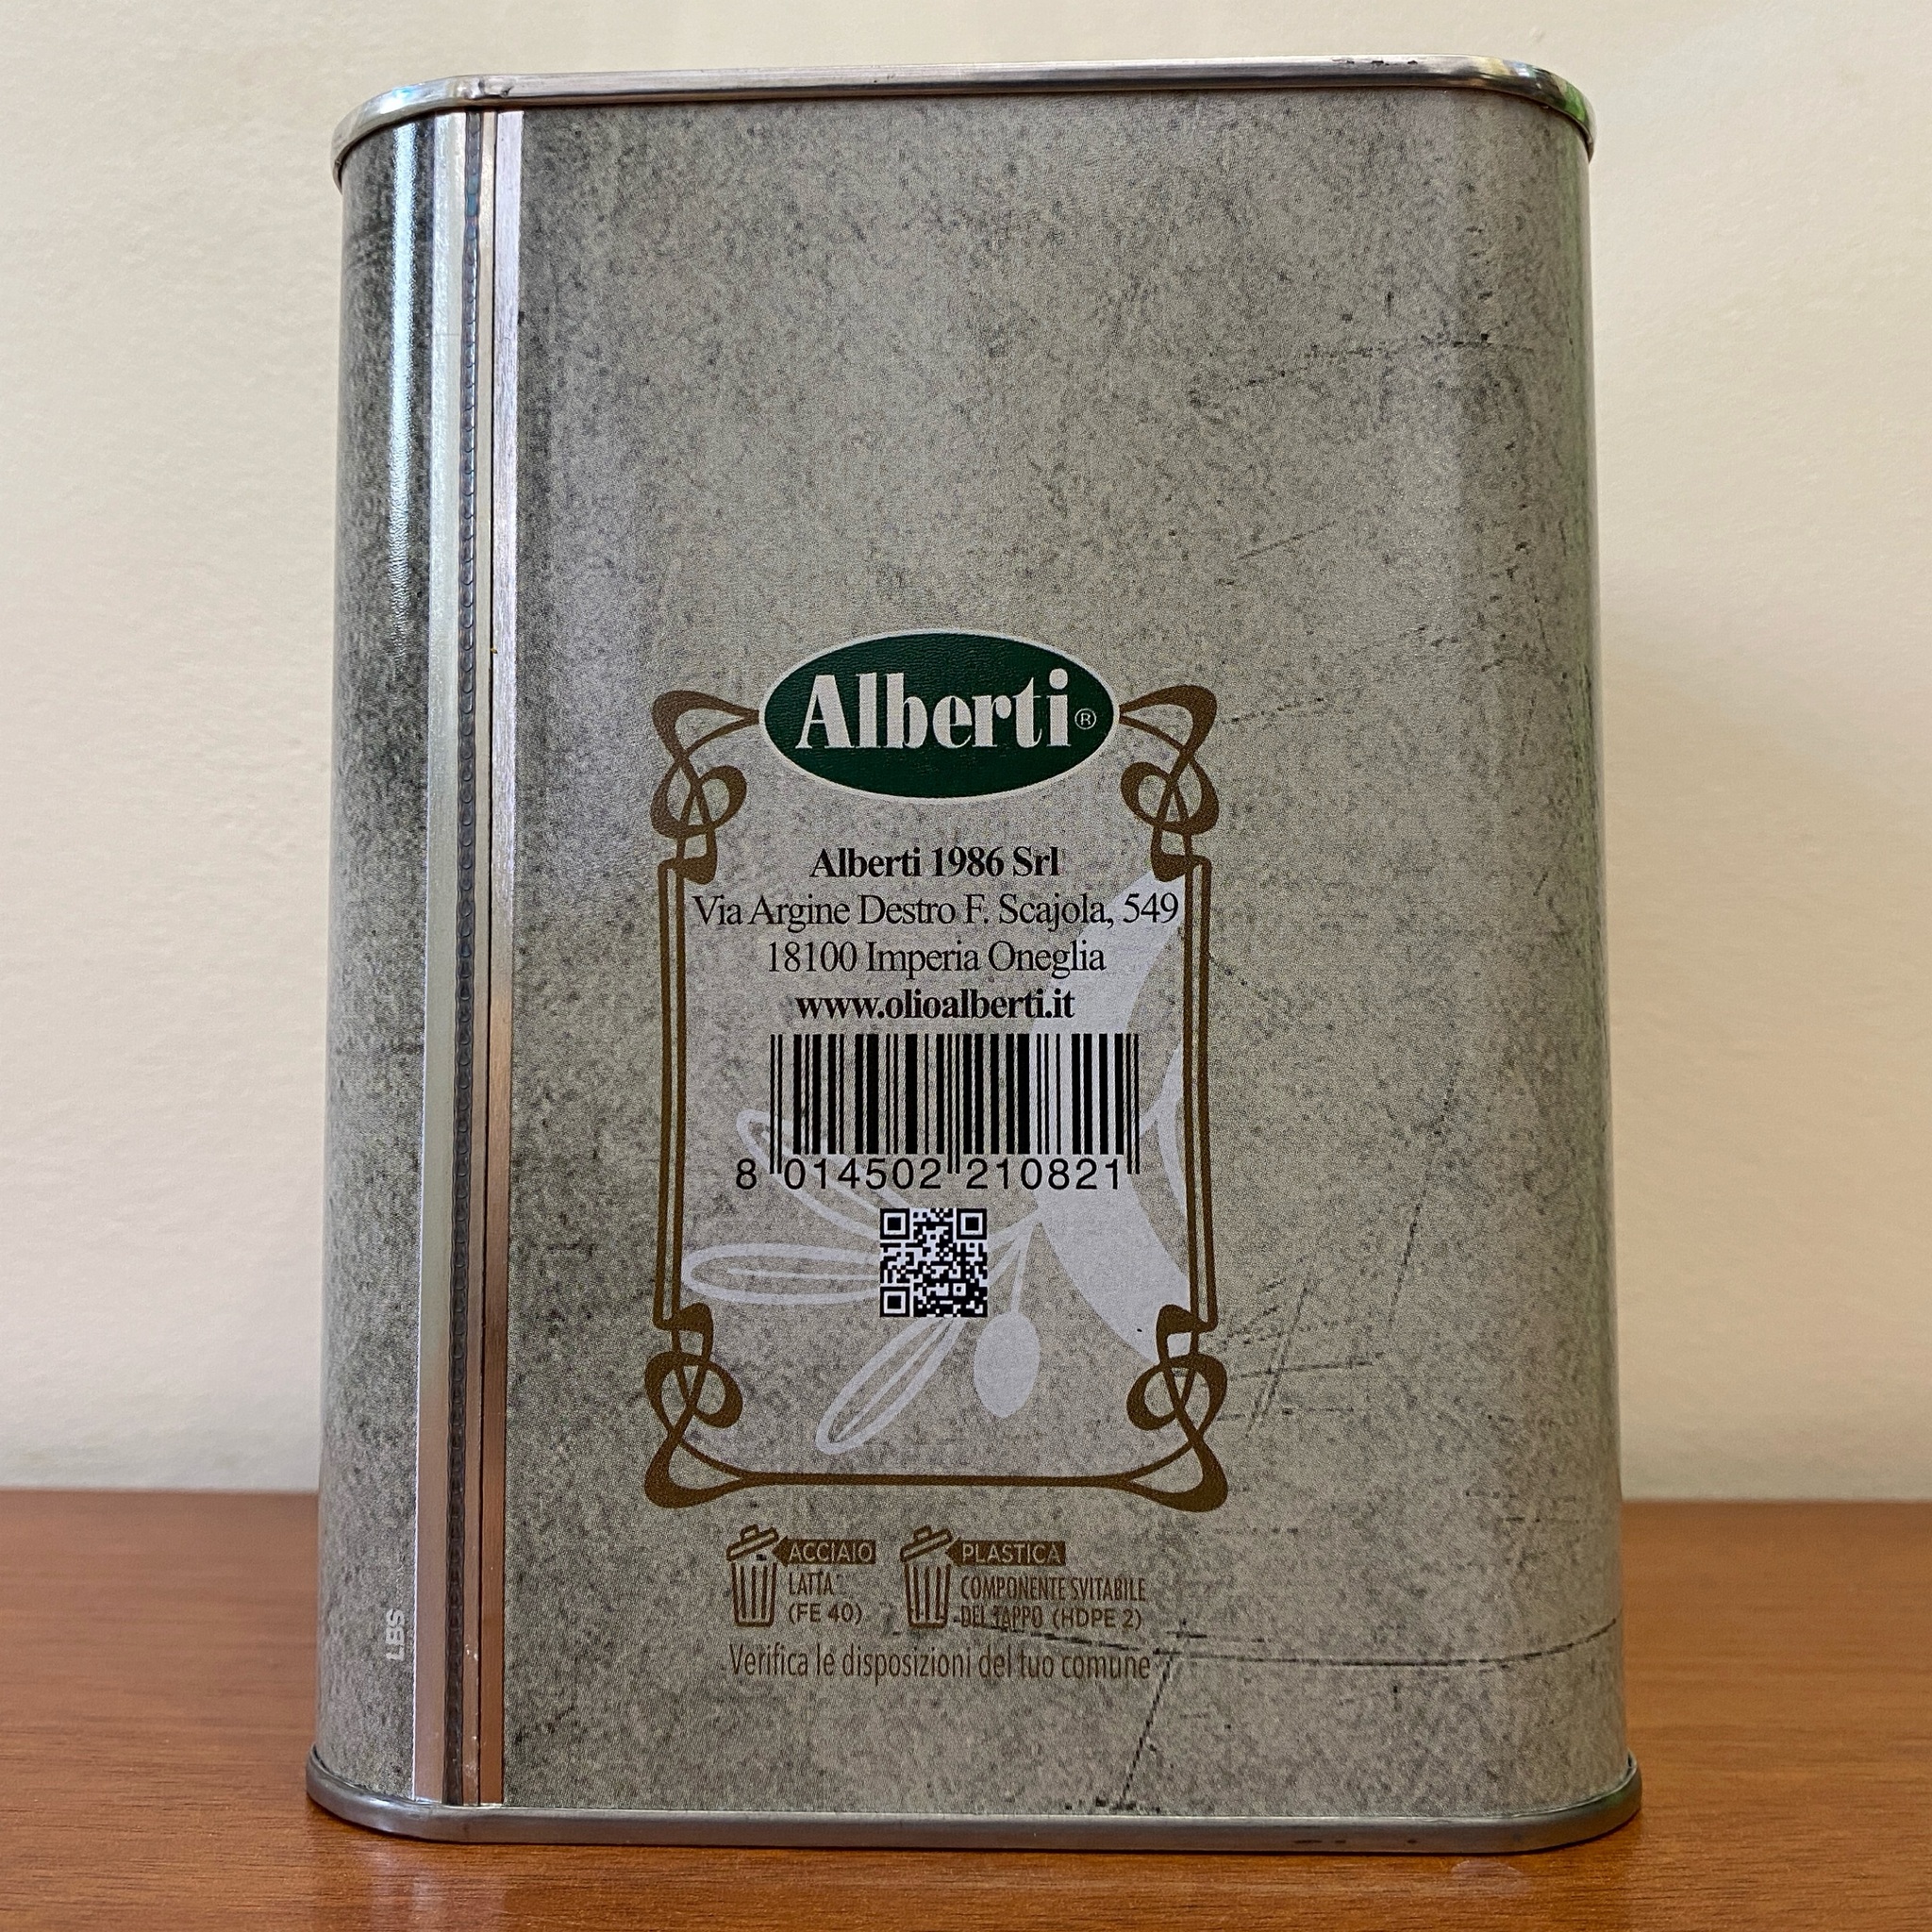 Alberti®
Alberti 1986 Srl
Via Argine Destro F. Scajola, 549
18100 Imperia Oneglia
www.olioalberti.it
8 014502 210821
ACCIAIO
LATTA
(FE 40)
PLASTICA
COMPONENTE SVITABILE
DEL TAPPO (HDPE 2)
Verifica le disposizioni del tuo comune
LBS